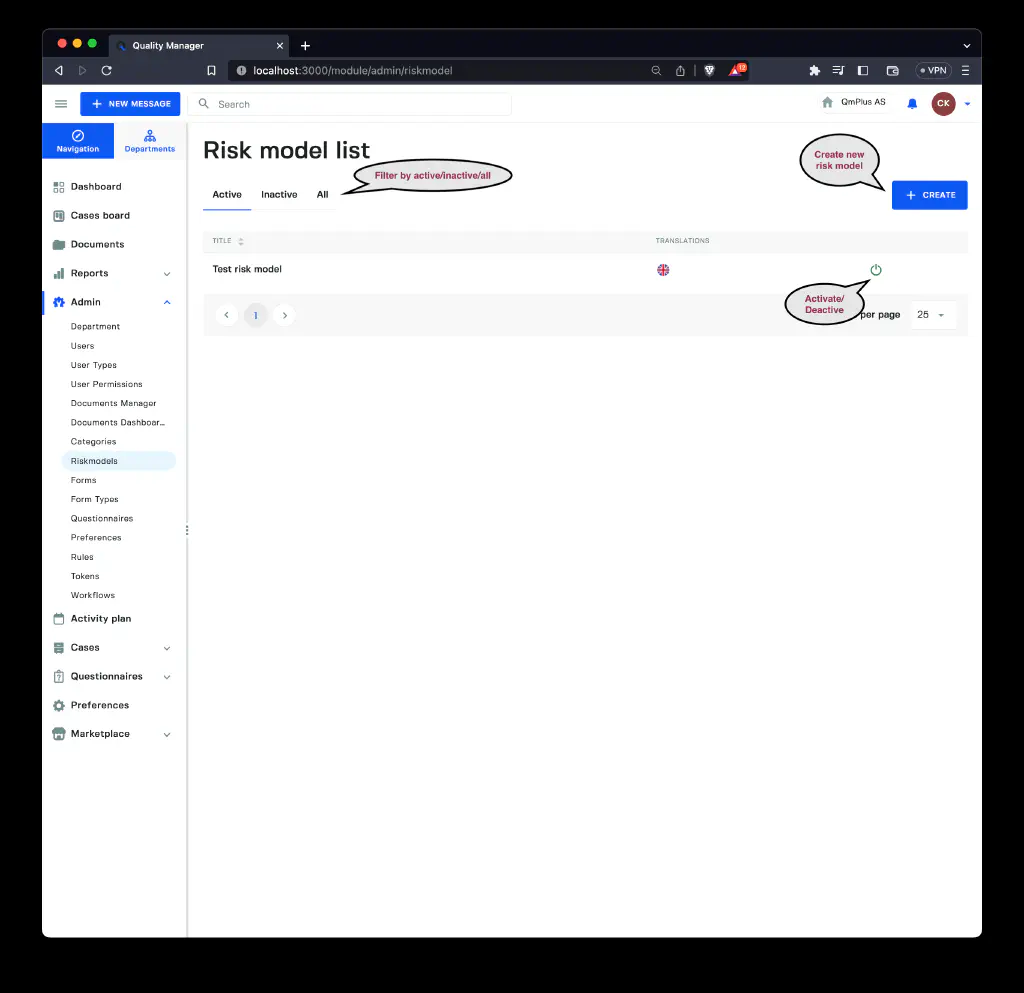 Quality Manager
localhost:3000/module/admin/riskmodel
12
VPN
NEW MESSAGE
Search
QmPlus AS
CK
Navigation
Departments
Risk model list
Filter by active/inactive/all
Create new
risk model
Active Inactive All
CREATE
TITLE TRANSLATIONS
Test risk model
Activate/
Deactive
1
per page
25
Dashboard
Cases board
Documents
Reports
Admin
Department
Users
User Types
User Permissions
Documents Manager
Documents Dashboar...
Categories
Riskmodels
Forms
Form Types
Questionnaires
Preferences
Rules
Tokens
Workflows
Activity plan
Cases
Questionnaires
Preferences
Marketplace